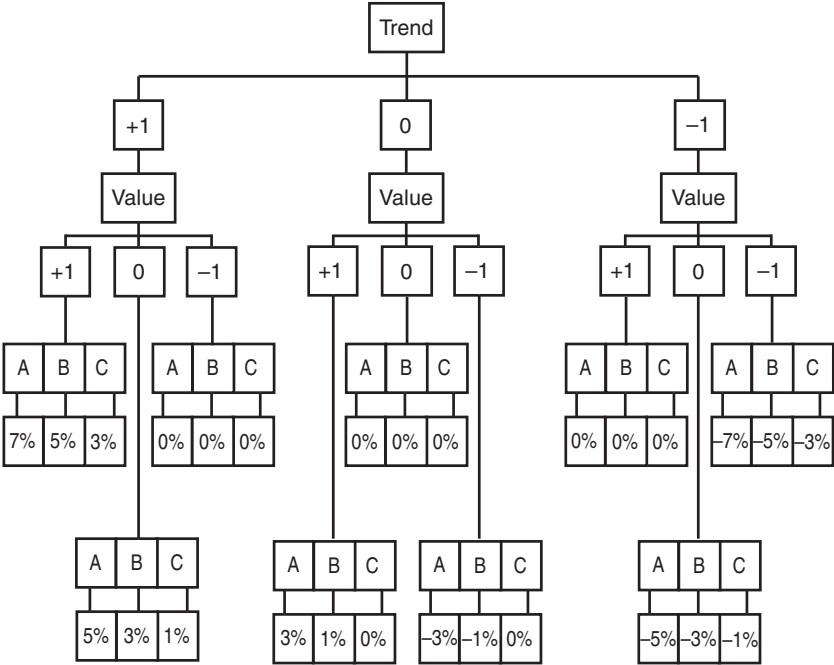 Trend
+1 0 –1
Value Value Value
+1 0 –1 +1 0 –1 +1 0 –1
A B C A B C A B C A B C A B C
7% 5% 3% 0% 0% 0% 0% 0% 0% 0% 0% 0% –7% –5% –3%
A B C A B C A B C A B C
5% 3% 1% 3% 1% 0% –3% –1% 0% –5% –3% –1%